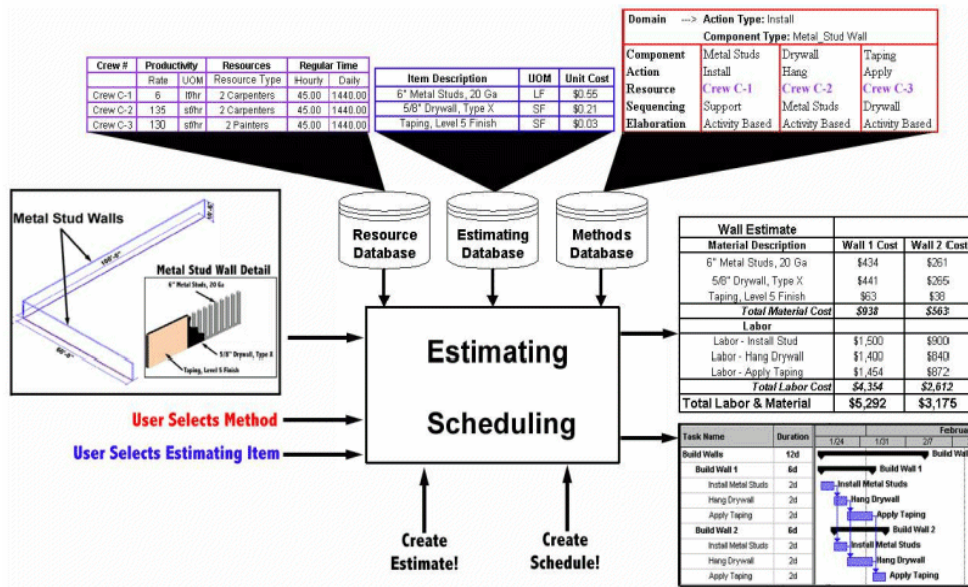 Domain ---> Action Type: Install
Component Type: Metal_Stud Wall
Component Metal Studs Drywall Taping
Action Install Hang Apply
Resource Crew C-1 Crew C-2 Crew C-3
Sequencing Support Metal Studs Drywall
Elaboration Activity Based Activity Based Activity Based
Crew # Productivity Resources Regular Time
Rate UOM Resource Type Hourly Daily
Crew C-1 6 lf/hr 2 Carpenters 45.00 1440.00
Crew C-2 135 sf/hr 2 Carpenters 45.00 1440.00
Crew C-3 130 sf/hr 2 Painters 45.00 1440.00
Item Description UOM Unit Cost
6" Metal Studs, 20 Ga LF $0.55
5/8" Drywall, Type X SF $0.21
Taping, Level 5 Finish SF $0.03
Resource
Database
Estimating
Database
Methods
Database
Metal Stud Walls
Metal Stud Wall Detail
6" Metal Studs, 20 Ga
5/8" Drywall, Type X
Taping, Level 5 Finish
Estimating
Scheduling
User Selects Method
User Selects Estimating Item
Create
Estimate!
Create
Schedule!
Wall Estimate
Material Description Wall 1 Cost Wall 2 Cost
6" Metal Studs, 20 Ga $434 $261
5/8" Drywall, Type X $441 $265
Taping, Level 5 Finish $63 $38
Total Material Cost $938 $563
Labor
Labor - Install Stud $1,500 $900
Labor - Hang Drywall $1,400 $840
Labor - Apply Taping $1,454 $872
Total Labor Cost $4,354 $2,612
Total Labor & Material $5,292 $3,175
Task Name Duration Februa
1/24 1/31 2/7
Build Walls 12d Build Wal
Build Wall 1 6d Build Wall 1
Install Metal Studs 2d Install Metal Studs
Hang Drywall 2d Hang Drywall
Apply Taping 2d Apply Taping
Build Wall 2 6d Build Wall 2
Install Metal Studs 2d Install Metal Studs
Hang Drywall 2d Hang Drywall
Apply Taping 2d Apply Taping